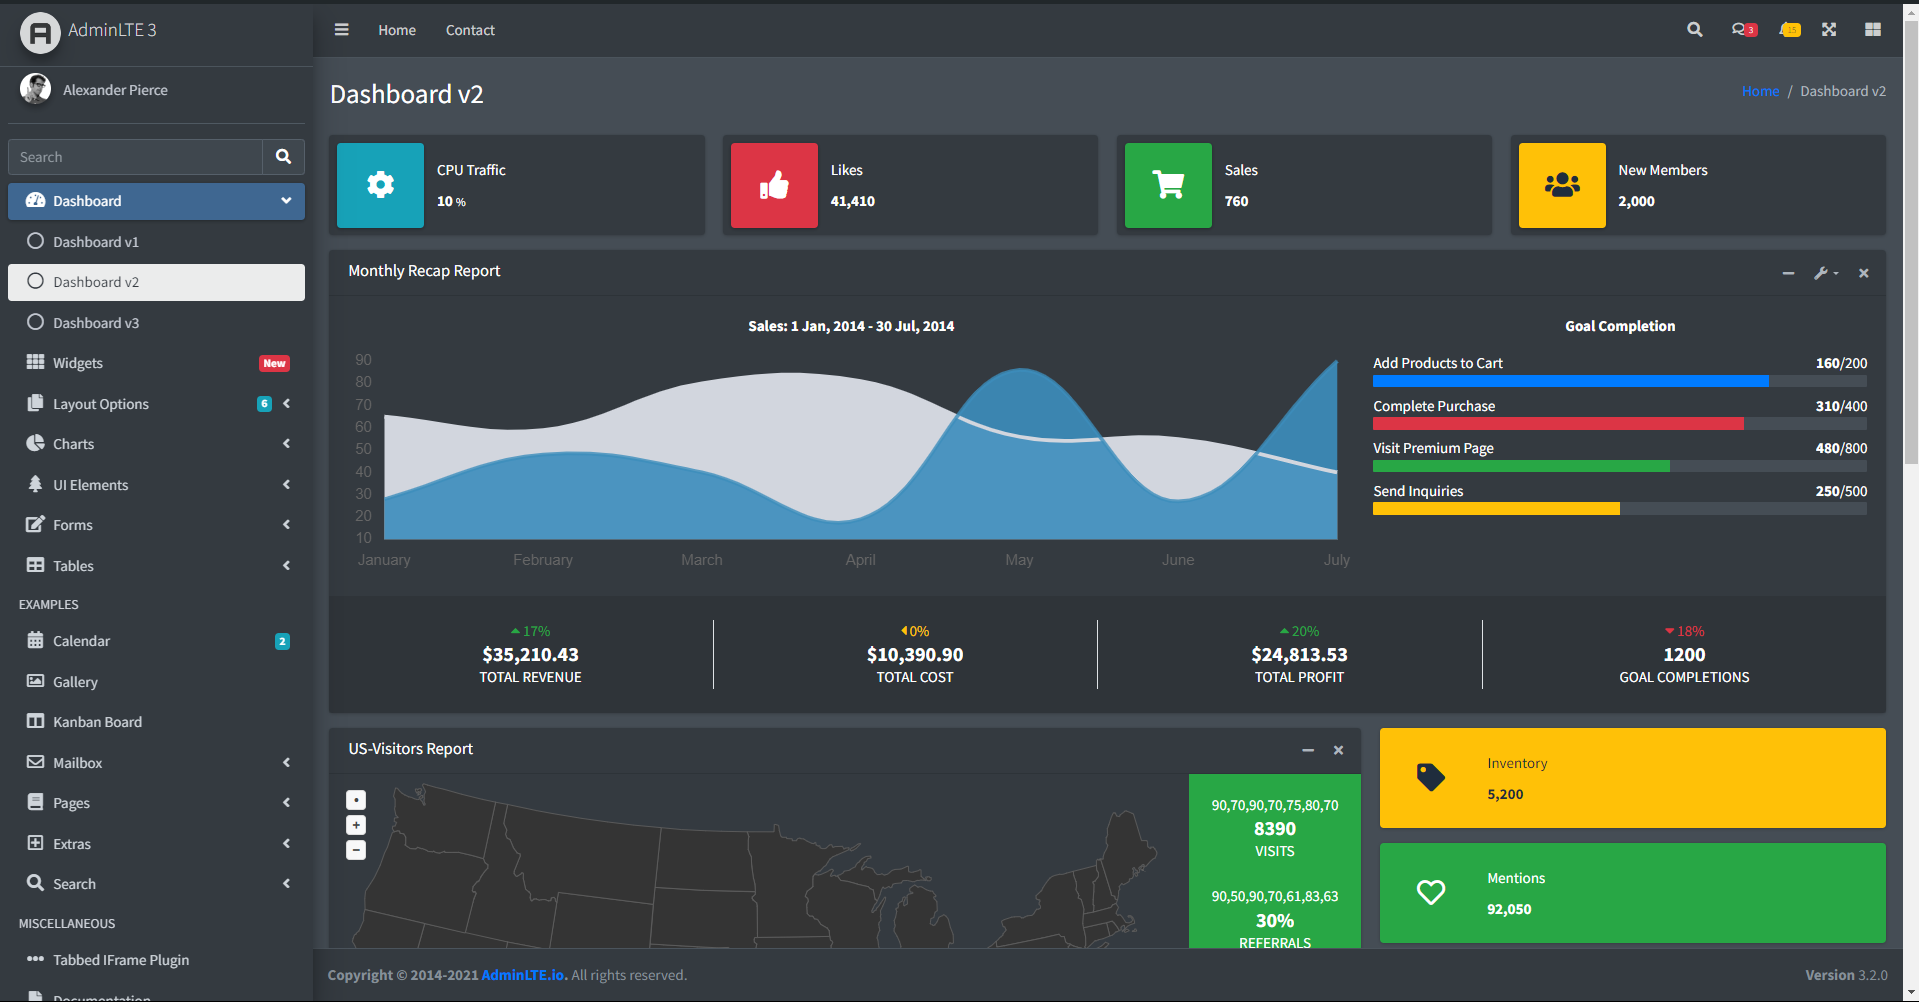 AdminLTE 3
Alexander Pierce
Search
Dashboard
Dashboard v1
Dashboard v2
Dashboard v3
Widgets New
Layout Options 6
Charts
UI Elements
Forms
Tables
EXAMPLES
Calendar 2
Gallery
Kanban Board
Mailbox
Pages
Extras
Search
MISCELLANEOUS
Tabbed IFrame Plugin
Documentation
Home Contact
3
15
Dashboard v2
Home / Dashboard v2
CPU Traffic
10 %
Likes
41,410
Sales
760
New Members
2,000
Monthly Recap Report
Sales: 1 Jan, 2014 - 30 Jul, 2014
90
80
70
60
50
40
30
20
10
January February March April May June July
Goal Completion
Add Products to Cart 160/200
Complete Purchase 310/400
Visit Premium Page 480/800
Send Inquiries 250/500
17%
$35,210.43
TOTAL REVENUE
0%
$10,390.90
TOTAL COST
20%
$24,813.53
TOTAL PROFIT
18%
1200
GOAL COMPLETIONS
US-Visitors Report
90,70,90,70,75,80,70
8390
VISITS
90,50,90,70,61,83,63
30%
REFERRALS
Inventory
5,200
Mentions
92,050
Copyright © 2014-2021 AdminLTE.io. All rights reserved.
Version 3.2.0